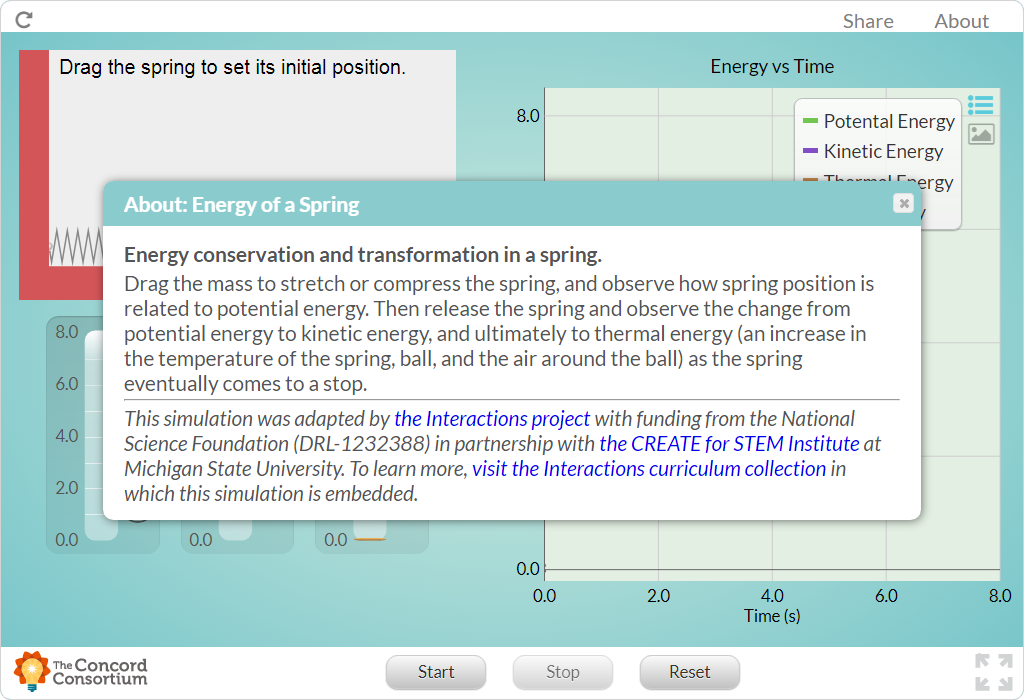 Share About
Drag the spring to set its initial position.
Energy vs Time
8.0
Potental Energy
Kinetic Energy
Thermal Energy
About: Energy of a Spring
Energy conservation and transformation in a spring.
Drag the mass to stretch or compress the spring, and observe how spring position is
related to potential energy. Then release the spring and observe the change from
potential energy to kinetic energy, and ultimately to thermal energy (an increase in
the temperature of the spring, ball, and the air around the ball) as the spring
eventually comes to a stop.
This simulation was adapted by the Interactions project with funding from the National
Science Foundation (DRL-1232388) in partnership with the CREATE for STEM Institute at
Michigan State University. To learn more, visit the Interactions curriculum collection in
which this simulation is embedded.
8.0
6.0
4.0
2.0
0.0 0.0 0.0
0.0
0.0 2.0 4.0 6.0 8.0
Time (s)
The Concord
Consortium
Start Stop Reset